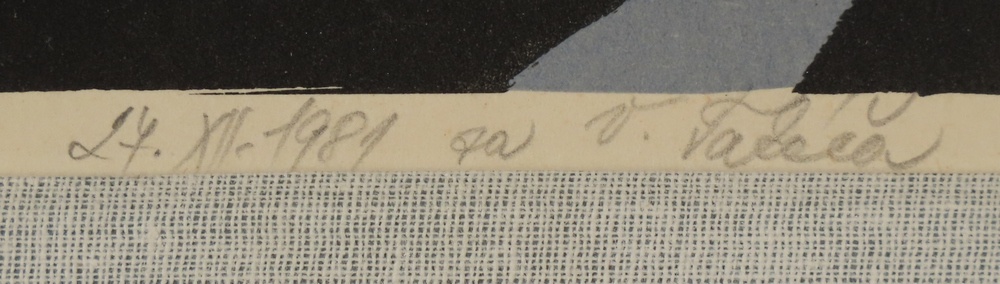 24. XII. 1981 za V.